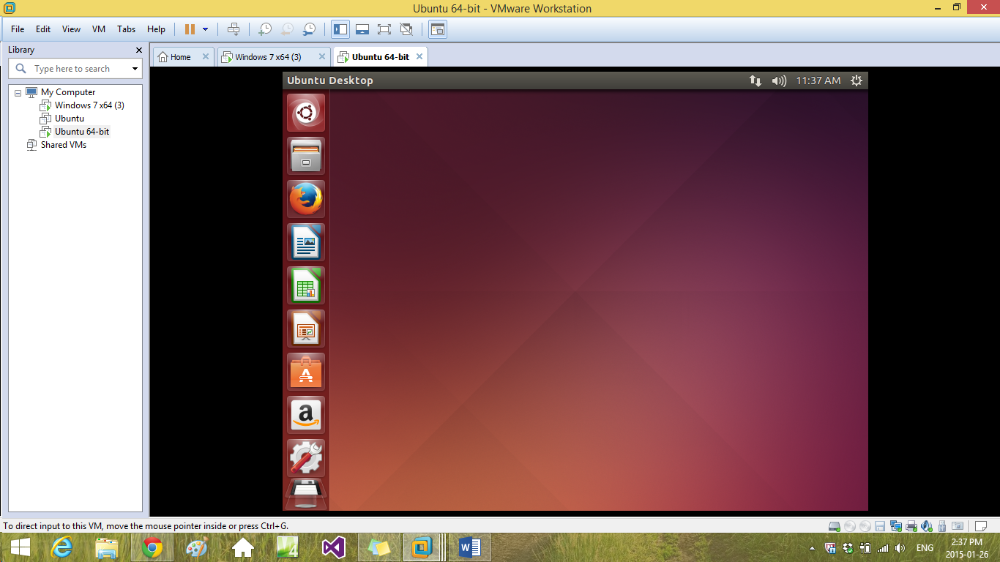 Ubuntu 64-bit - VMware Workstation
File Edit View VM Tabs Help
Library
Type here to search
My Computer
Windows 7 x64 (3)
Ubuntu
Ubuntu 64-bit
Shared VMs
Home Windows 7 x64 (3) Ubuntu 64-bit
Ubuntu Desktop 11:37 AM
To direct input to this VM, move the mouse pointer inside or press Ctrl+G.
ENG 2:37 PM
2015-01-26